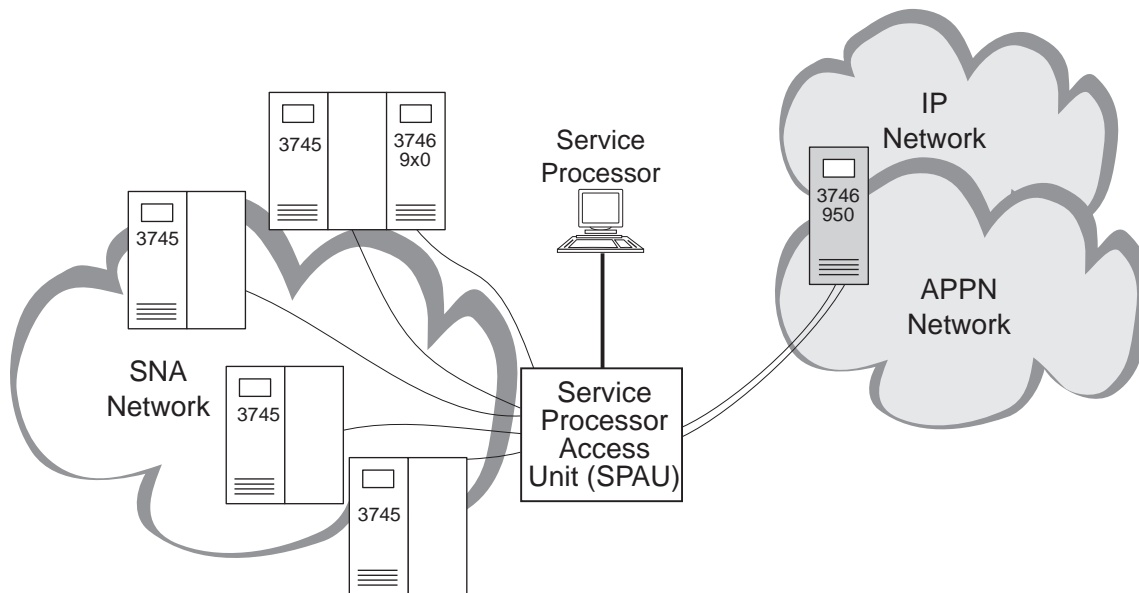 3745
3746
9x0
Service
Processor
IP
Network
3745
3746
950
APPN
Network
SNA
Network
3745
Service
Processor
Access
Unit (SPAU)
3745